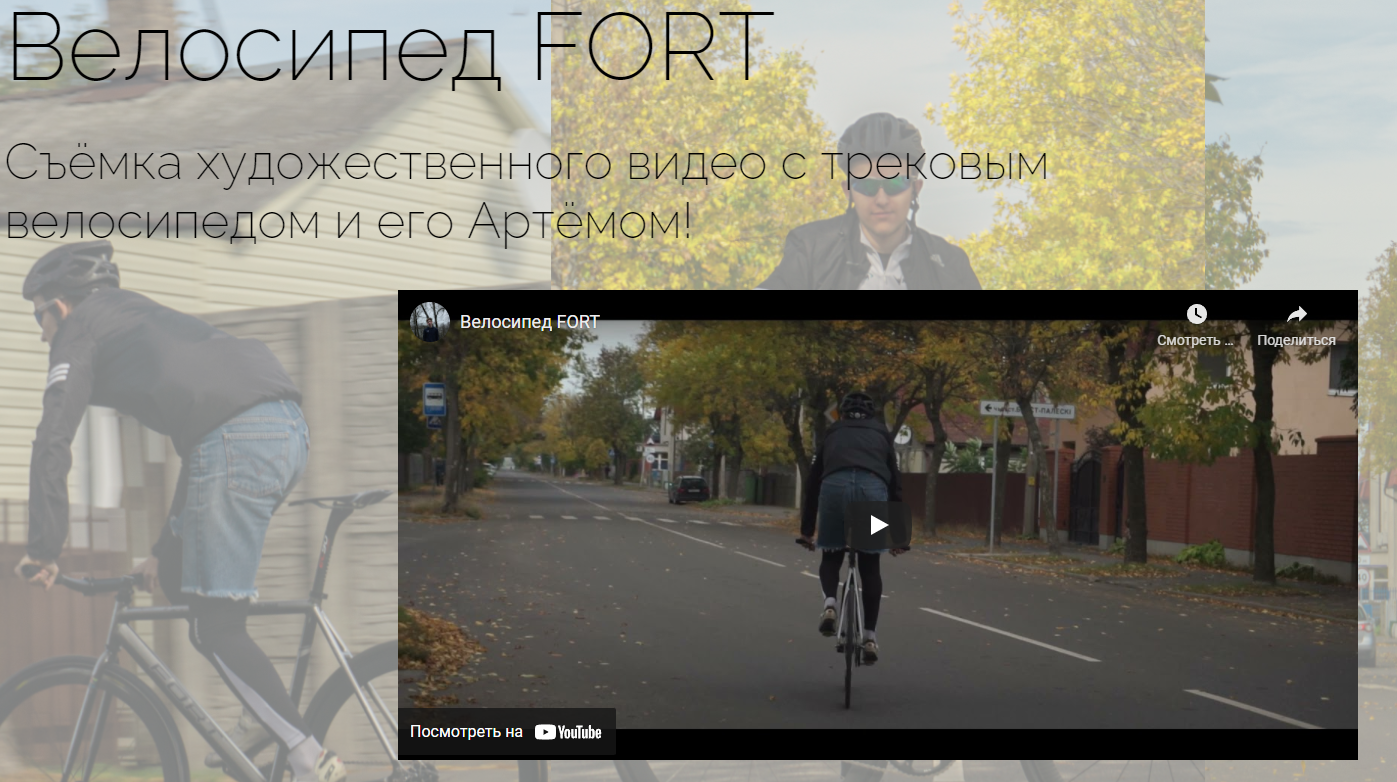 Велосипед FORT
Съёмка художественного видео с трековым
велосипедом и его Артёмом!
Велосипед FORT
Смотреть ...
Поделиться
Посмотреть на YouTube